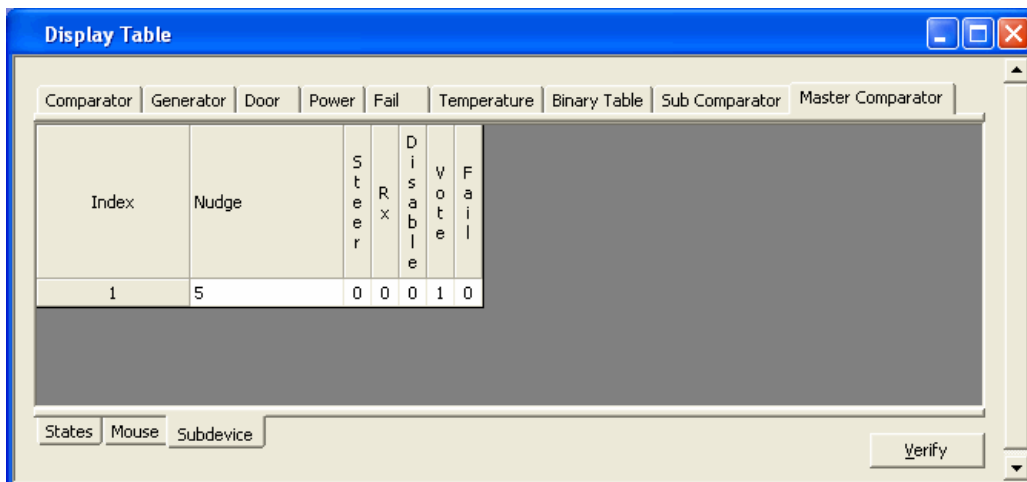 Display Table
Comparator Generator Door Power Fail Temperature Binary Table Sub Comparator Master Comparator
Index Nudge Steer Rx Disable Vote Fail
1 5 0 0 0 1 0
States Mouse Subdevice
Verify